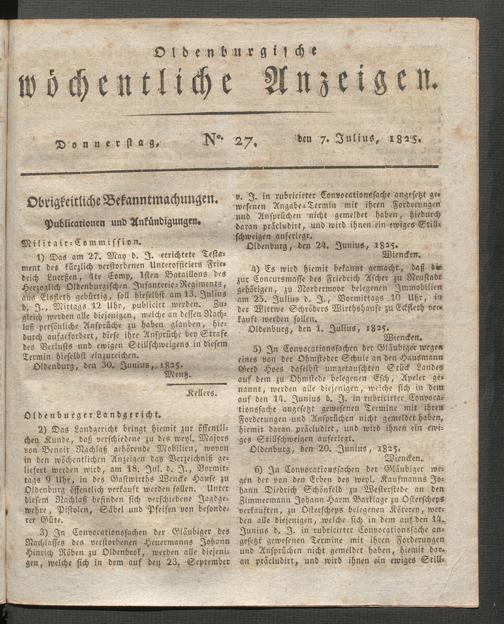 Oldenburgische
wöchentliche Anzeigen.
Donnerstag, No. 27. den 7. Julius, 1825.
Obrigkeitliche Bekanntmachungen.
Publicationen und Ankündigungen.
Militair-Commission.
1) Das am 27. May d. J. errichtete Testa-
ment des kürzlich verstorbenen Unterofficiers Frie-
drich Luerßen, 4te Comp. 1sten Bataillons des
Herzoglich Oldenburgischen Infanterie-Regiments,
aus Elsfleth gebürtig, soll hieselbst am 13. Julius
d. J., Mittags 12 Uhr, publicirt werden. Zu-
gleich werden alle diejenigen, welche an dessen Nach-
laß persönliche Ansprüche zu haben glauben, hie-
durch aufgefordert, diese ihre Ansprüche bei Strafe
des Verlusts und ewigen Stillschweigens in diesem
Termin hieselbst einzureichen.
Oldenburg, den 30. Junius, 1825.
Mentz.
Kellers.
Oldenburger Landgericht.
2) Das Landgericht bringt hiemit zur öffentli-
chen Kunde, daß verschiedene zu des weyl. Majors
von Benoit Nachlaß gehörende Mobilien, wovon
in den wöchentlichen Anzeigen das Verzeichniß ge-
liefert werden wird, am 18. Jul. d. J., Vormit-
tags 9 Uhr, in des Gastwirths Wencke Hause zu
Oldenburg öffentlich verkauft werden sollen. Unter
diesem Nachlaß befinden sich verschiedene Jagdge-
wehre, Pistolen, Säbel und Pfeifen von besonde-
rer Güte.
3) In Convocationssachen der Gläubiger des
Nachlasses des verstorbenen Heuermanns Johann
Hinrich Rüben zu Oldenbrok, werden alle diejeni-
gen, welche sich in dem auf den 23. September
v. J. in rubricirter Convocationssache angesetzt ge-
wesenen Angabe-Termin mit ihren Forderungen
und Ansprüchen nicht gemeldet haben, hiedurch
daran präcludirt, und wird ihnen ein ewiges Still-
schweigen auferlegt.
Oldenburg, den 24. Junius, 1825.
Wiencken.
4) Es wird hiemit bekannt gemacht, daß die
zur Concursmasse des Friedrich Ascher zu Neustadt
gehörigen, zu Nordermoor belegenen Immobilien
am 25. Julius d. J., Vormittags 10 Uhr, in
der Wittwe Schröders Wirthshause zu Eckfleth ver-
kauft werden sollen.
Oldenburg, den 1. Julius, 1825.
Wiencken.
5) In Convocationssachen der Gläubiger wegen
eines von der Ohmsteder Schule an den Hausmann
Gerd Hoes daselbst umgetauschten Stück Landes
auf dem zu Ohmstede belegenen Esch, Apeler ge-
nannt, werden alle diejenigen, welche sich in dem
auf den 14. Junius d. J. in rubricirter Convoca-
tionssache angesetzt gewesenen Termine mit ihren
Forderungen und Ansprüchen nicht gemeldet haben,
hiemit daran präcludirt, und wird ihnen ein ewi-
ges Stillschweigen auferlegt.
Oldenburg, den 20. Junius, 1825.
Wiencken.
6) In Convocationssachen der Gläubiger we-
gen der von den Erben des weyl. Kaufmanns Jo-
hann Diedrich Schönfeld zu Westerstede an den
Zimmermann Johann Harm Barklage zu Osterscheps
verkauften, zu Osterscheps belegenen Köterey, wer-
den alle diejenigen, welche sich in dem auf den 14.
Junius d. J. in rubricirter Convocationssache an-
gesetzt gewesenen Termine mit ihren Forderungen
und Ansprüchen nicht gemeldet haben, hiemit dar-
an präcludirt, und wird ihnen ein ewiges Still-